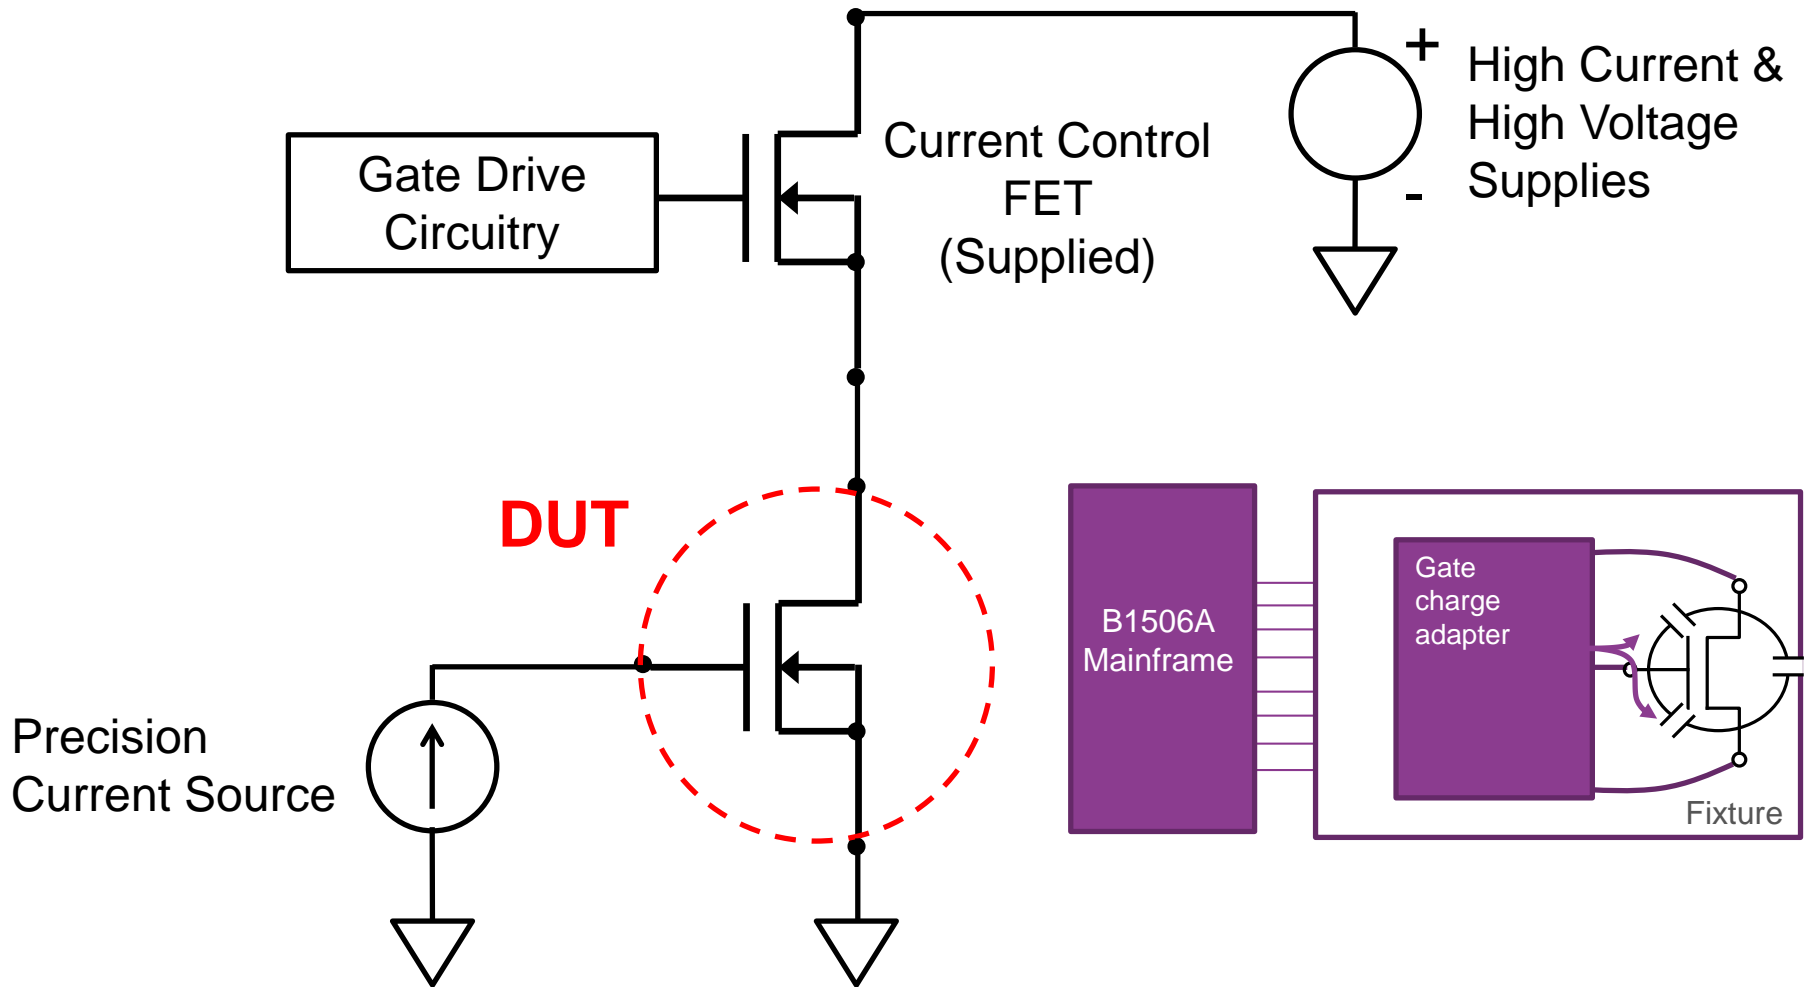 High Current &
High Voltage
Supplies
+
-
Current Control
FET
(Supplied)
Gate Drive
Circuitry
DUT
Precision
Current Source
B1506A
Mainframe
Gate
charge
adapter
Fixture